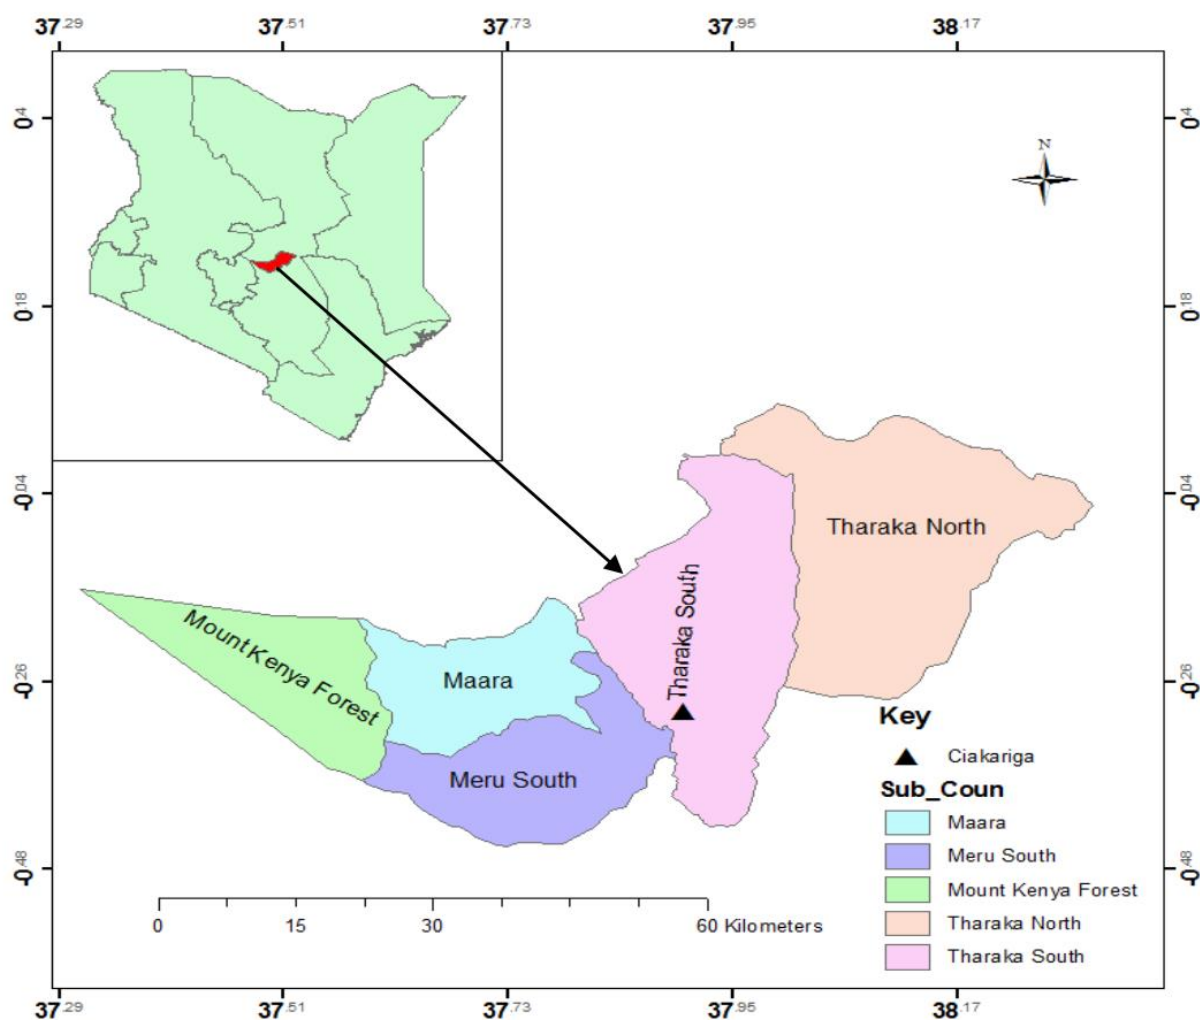 37.29 37.51 37.73 37.95 38.17
N
0.4 0.4
0.18 0.18
-0.04 -0.04
Tharaka North
Tharaka South
Mount Kenya Forest
Maara
-0.26 -0.26
Meru South
Key
Ciakariga
Sub_Coun
Maara
Meru South
Mount Kenya Forest
Tharaka North
Tharaka South
-0.48 -0.48
0 15 30 60 Kilometers
37.29 37.51 37.73 37.95 38.17